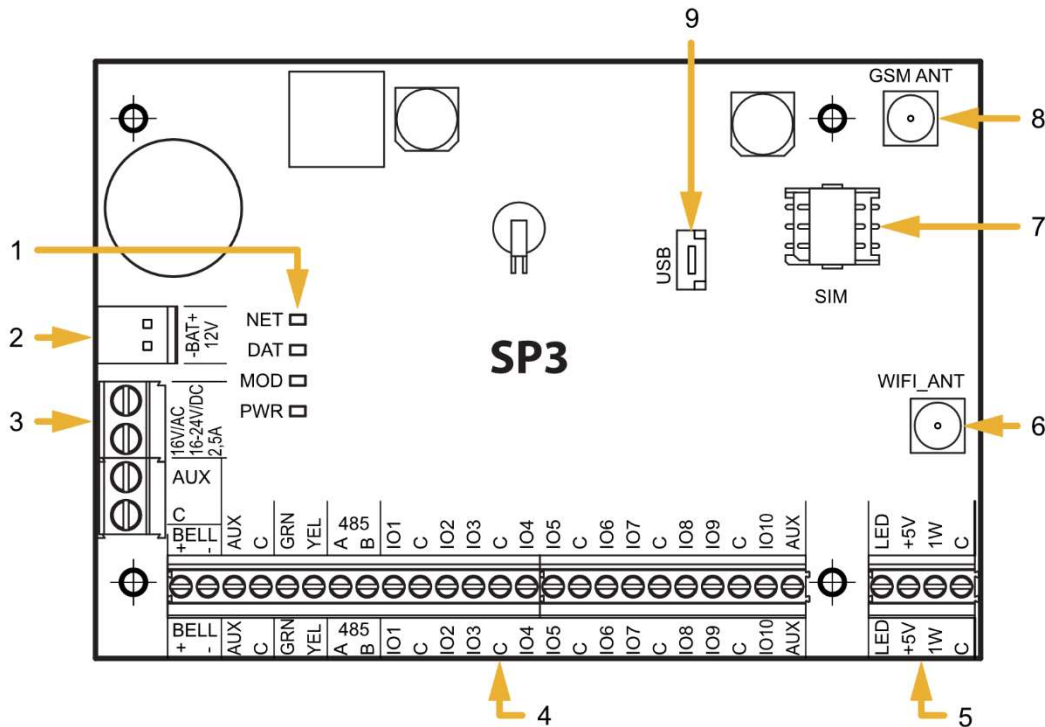 9
GSM ANT
8
7
SIM
USB
1
NET
DAT
MOD
PWR
SP3
2
-BAT+
12V
3
16V/AC
16-24V/DC
2,5A
WIFI_ANT
6
AUX
C
BELL
+ -
AUX C GRN YEL 485 A B IO1 C IO2 IO3 C IO4 IO5 C IO6 IO7 C IO8 IO9 C IO10 AUX LED +5V 1W C
BELL
+ -
AUX C GRN YEL 485 A B IO1 C IO2 IO3 C IO4 IO5 C IO6 IO7 C IO8 IO9 C IO10 AUX LED +5V 1W C
4
5